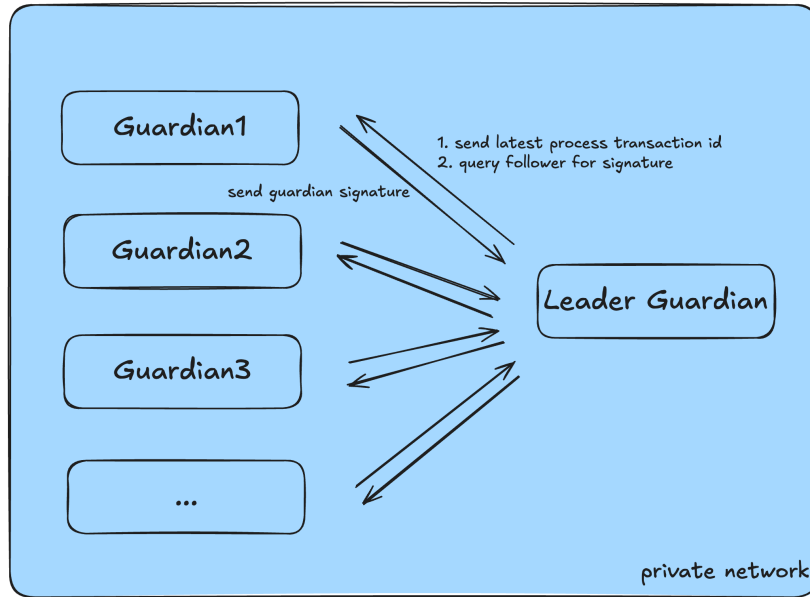 Guardian1
1. send latest process transaction id
2. query follower for signature
send guardian signature
Guardian2
Leader Guardian
Guardian3
...
private network